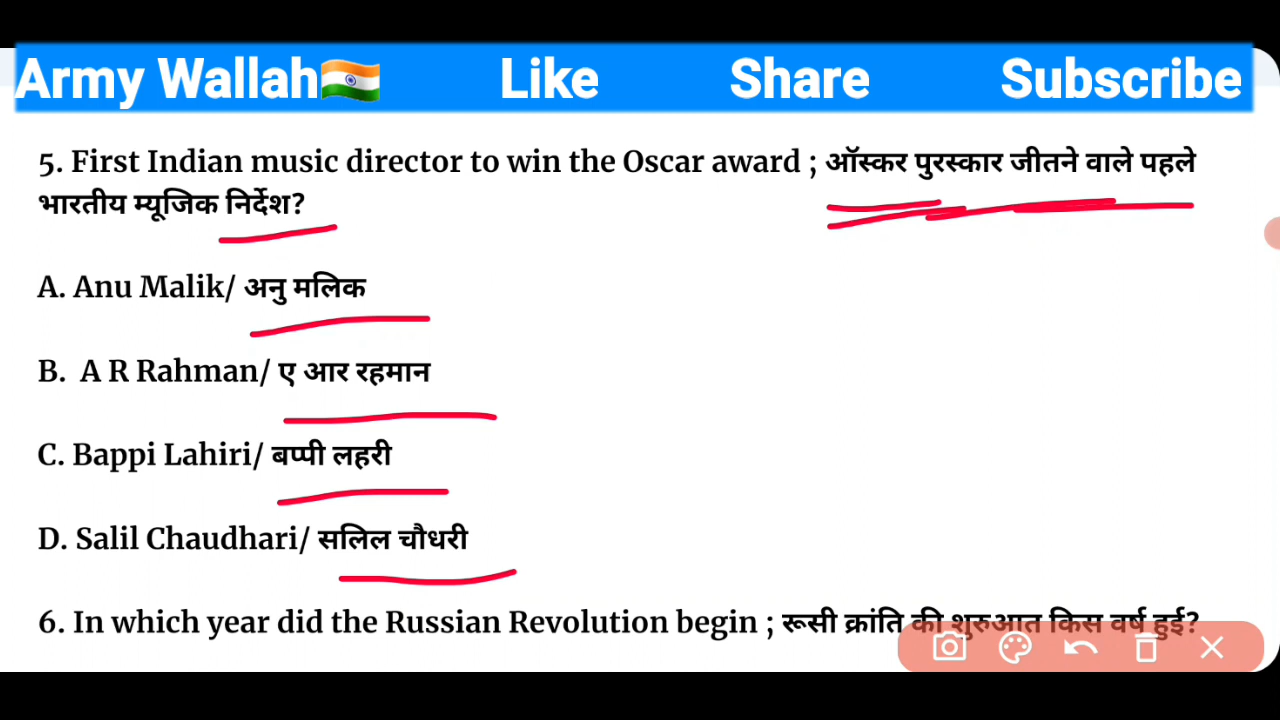 Army Wallah🇮🇳 Like Share Subscribe
5. First Indian music director to win the Oscar award ; ऑस्कर पुरस्कार जीतने वाले पहले
भारतीय म्यूजिक निर्देश?
A. Anu Malik/ अनु मलिक
B. A R Rahman/ ए आर रहमान
C. Bappi Lahiri/ बप्पी लहरी
D. Salil Chaudhari/ सलिल चौधरी
6. In which year did the Russian Revolution begin ; रूसी क्रांति की शुरुआत किस वर्ष हुई?